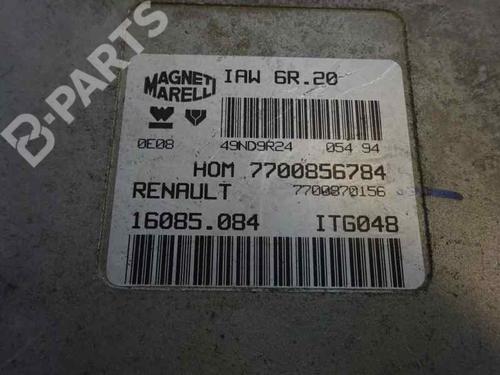 B-PARTS
MAGNETI MARELLI
IAW 6R.20
0E08 49ND9R24 054 94
HOM 7700856784
RENAULT 7700870156
16085.084 ITG048